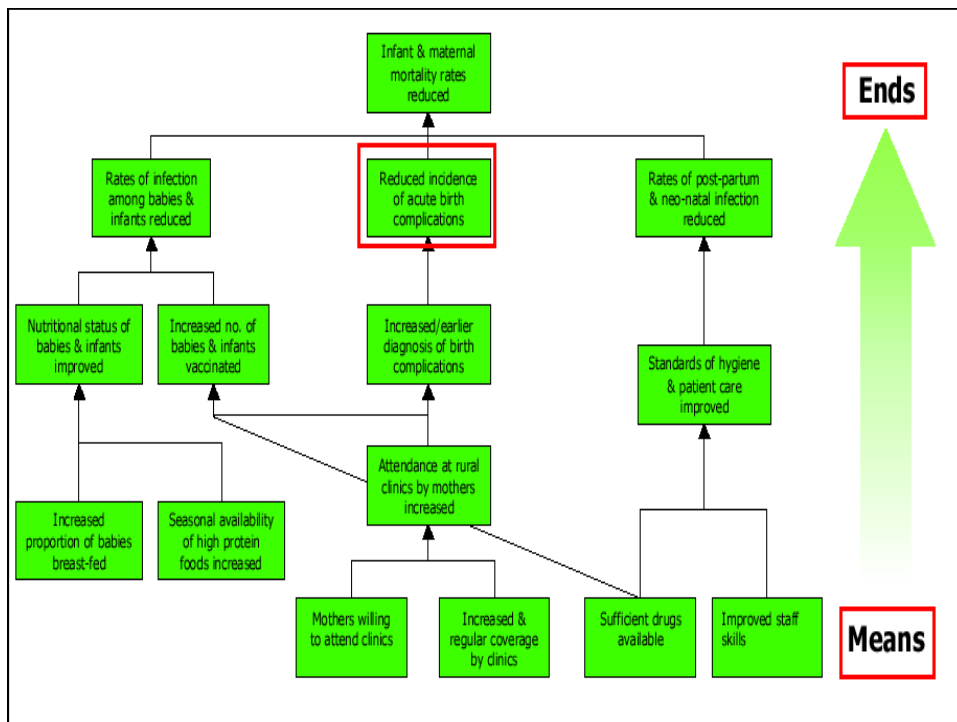 Infant & maternal
mortality rates
reduced
Ends
Rates of infection
among babies &
infants reduced
Reduced incidence
of acute birth
complications
Rates of post-partum
& neo-natal infection
reduced
Nutritional status of
babies & infants
improved
Increased no. of
babies & infants
vaccinated
Increased/earlier
diagnosis of birth
complications
Standards of hygiene
& patient care
improved
Attendance at rural
clinics by mothers
increased
Increased
proportion of babies
breast-fed
Seasonal availability
of high protein
foods increased
Mothers willing
to attend clinics
Increased &
regular coverage
by clinics
Sufficient drugs
available
Improved staff
skills
Means